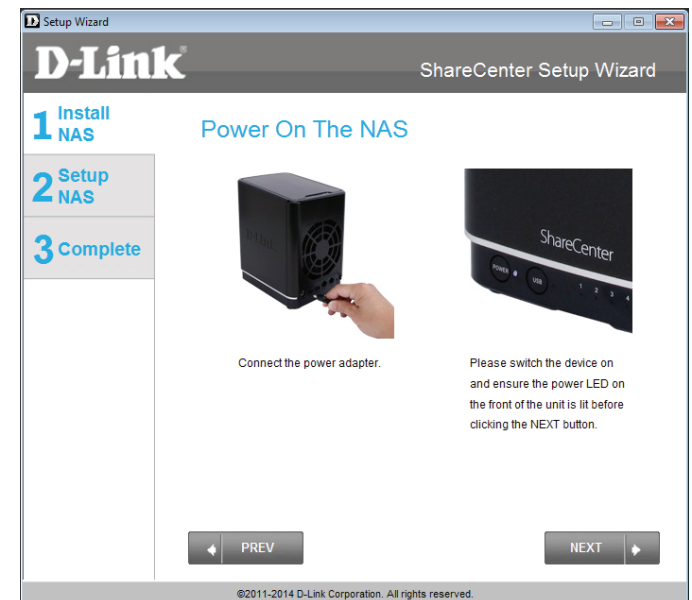 Setup Wizard
D-Link®
ShareCenter Setup Wizard
1 Install NAS
2 Setup NAS
3 Complete
Power On The NAS
D-Link
ShareCenter
POWER
USB
1 2 3 4
Connect the power adapter.
Please switch the device on
and ensure the power LED on
the front of the unit is lit before
clicking the NEXT button.
PREV
NEXT
©2011-2014 D-Link Corporation. All rights reserved.